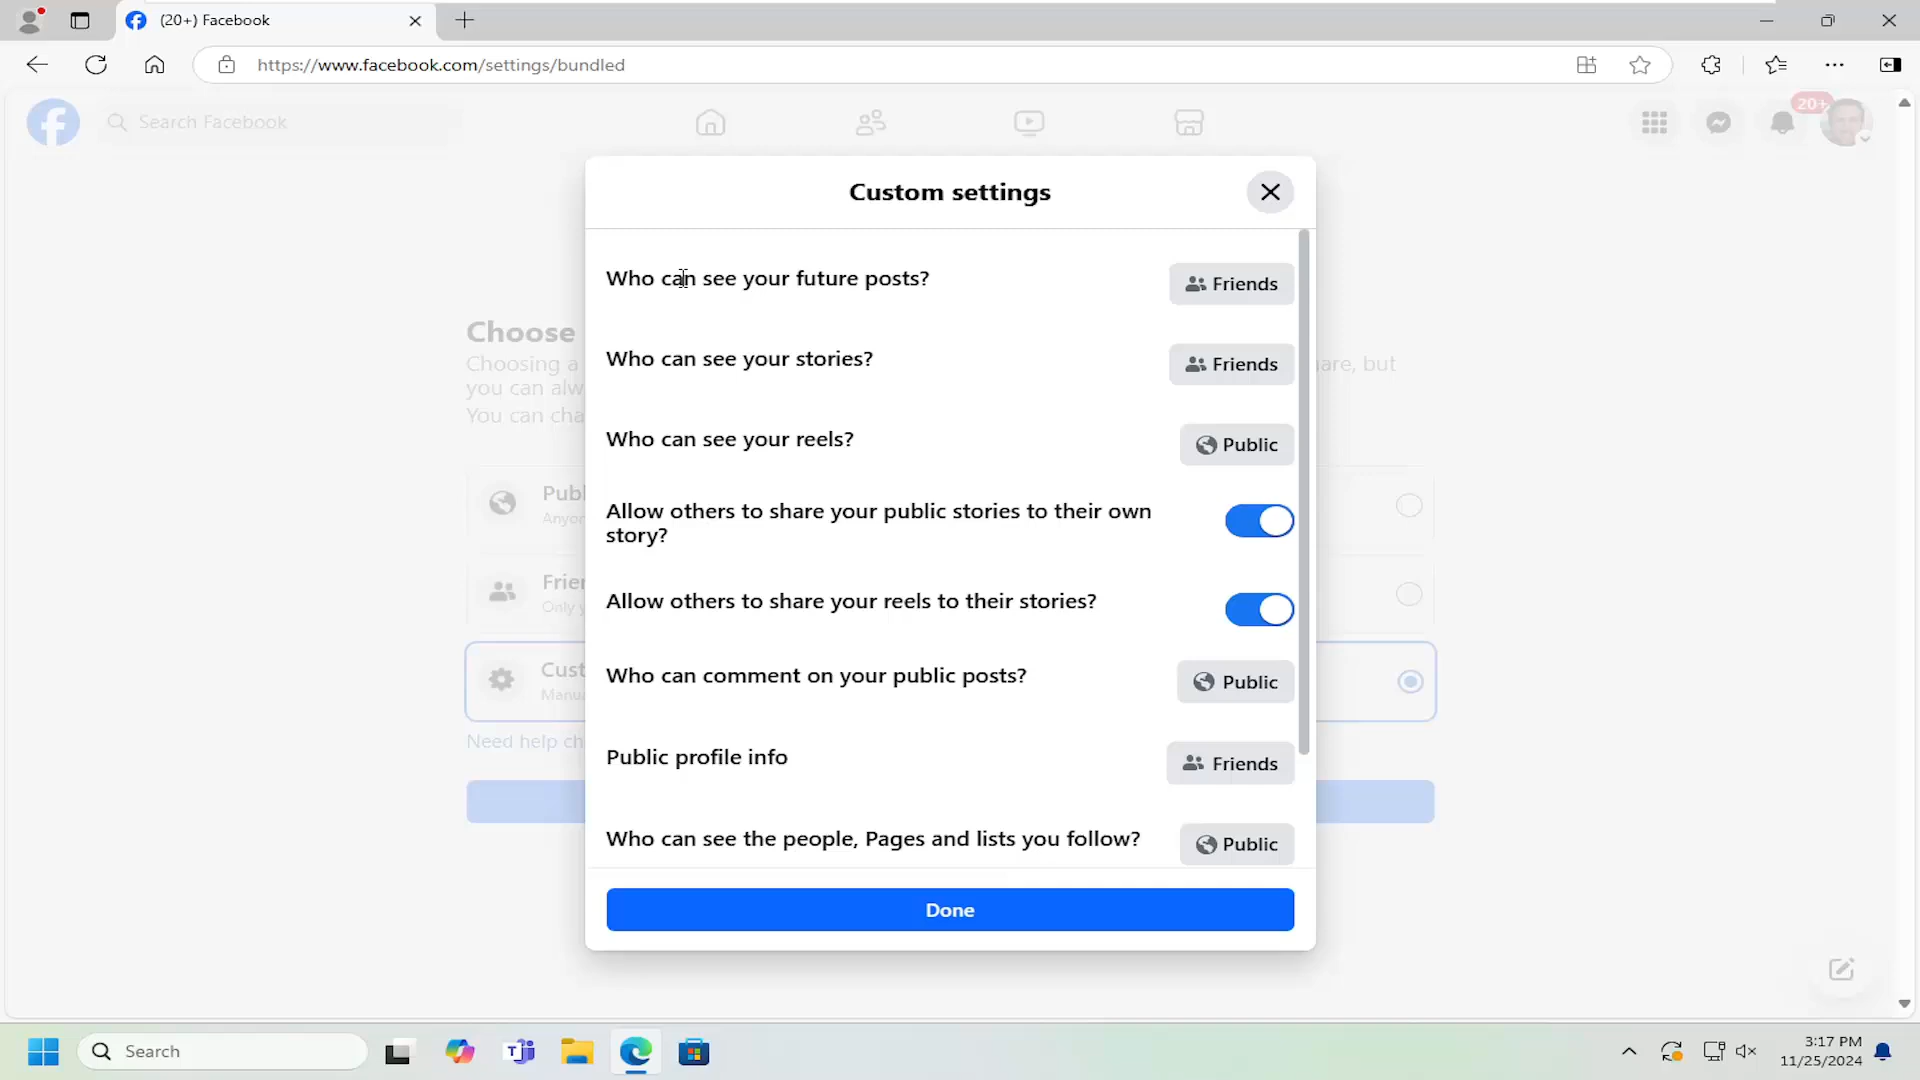 (20+) Facebook
https://www.facebook.com/settings/bundled
Search Facebook
20+
Custom settings
Who can see your future posts?
Friends
Choose
Choosing a
are, but
you can alw
You can cha
Who can see your stories?
Friends
Who can see your reels?
Public
Publ
Anyon
Allow others to share your public stories to their own
story?
Frien
Only y
Allow others to share your reels to their stories?
Cust
Manua
Who can comment on your public posts?
Public
Need help ch
Public profile info
Friends
Who can see the people, Pages and lists you follow?
Public
Done
Search
3:17 PM
11/25/2024